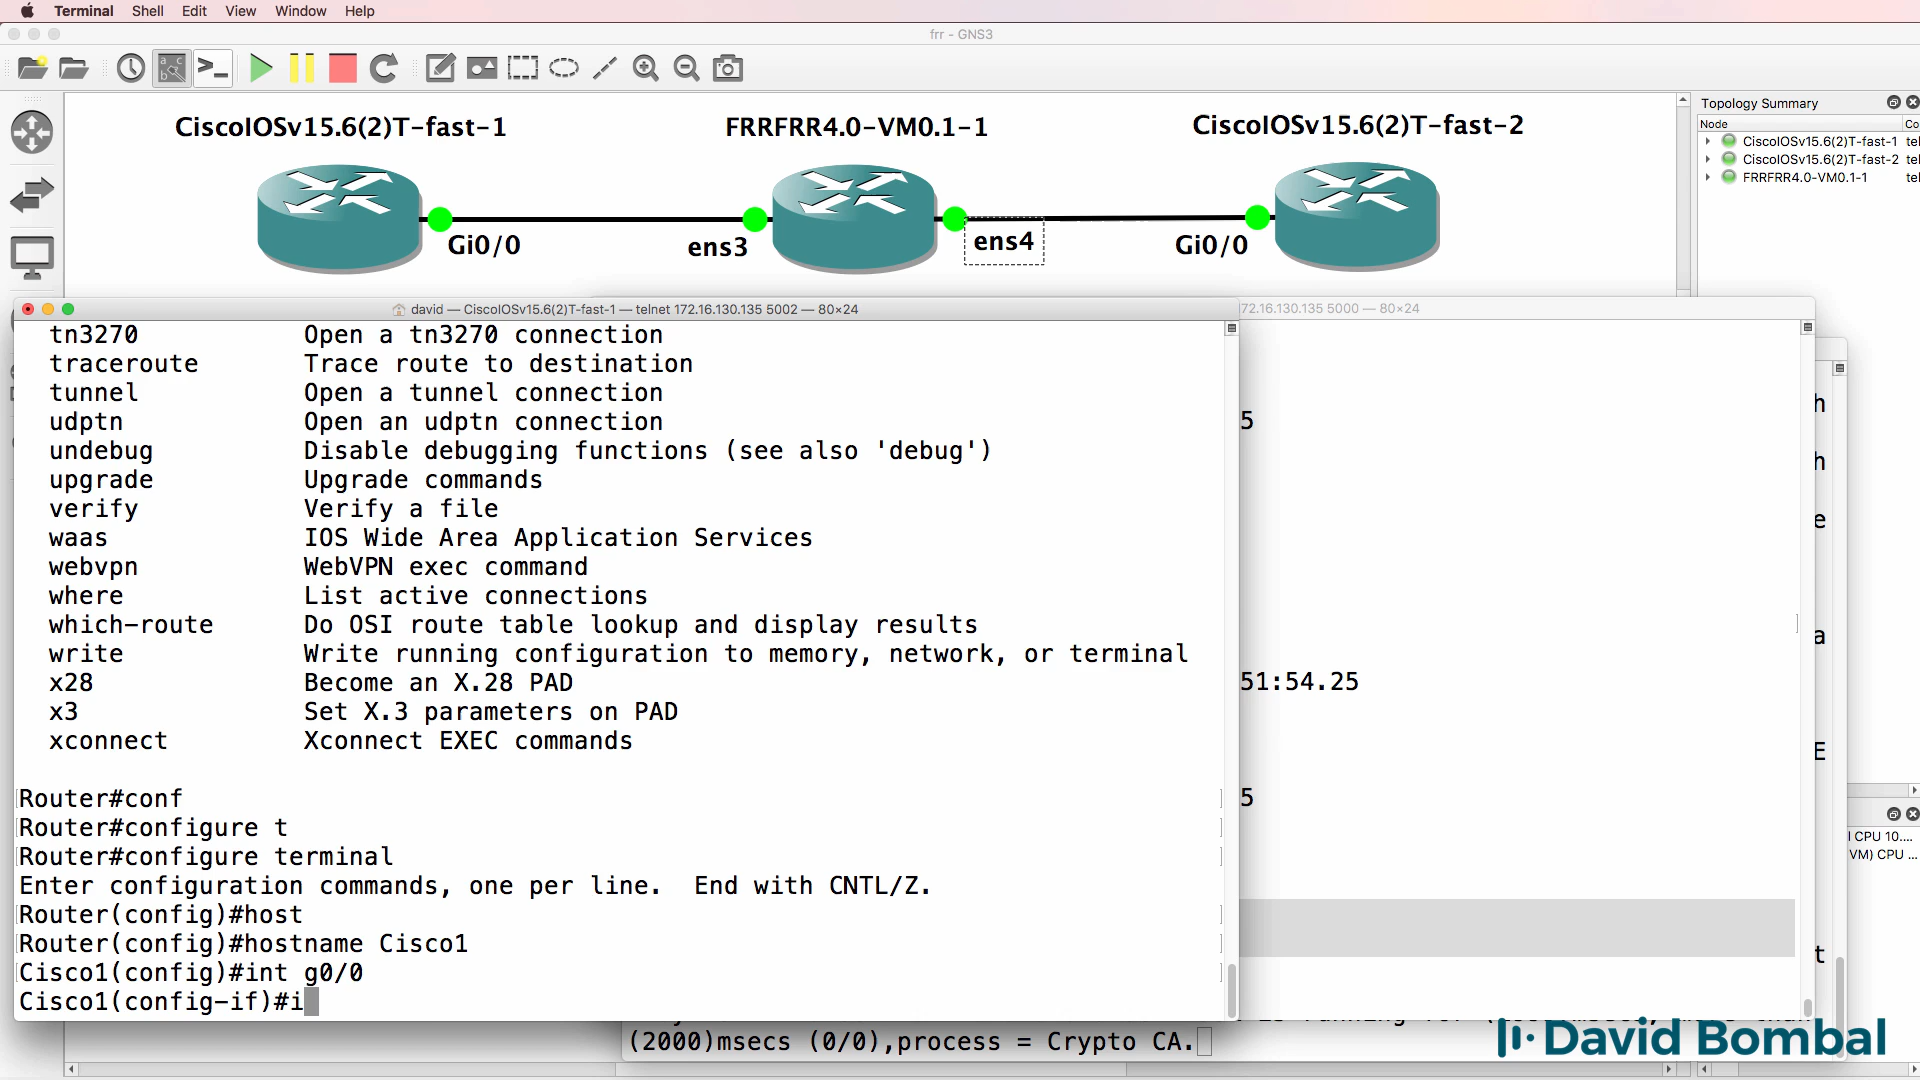 Terminal Shell Edit View Window Help
frr - GNS3
CiscoIOSv15.6(2)T-fast-1
FRRFRR4.0-VM0.1-1
CiscoIOSv15.6(2)T-fast-2
Gi0/0
ens3
ens4
Gi0/0
Topology Summary
Node Co
CiscoIOSv15.6(2)T-fast-1 tel
CiscoIOSv15.6(2)T-fast-2 tel
FRRFRR4.0-VM0.1-1 tel
david — CiscoIOSv15.6(2)T-fast-1 — telnet 172.16.130.135 5002 — 80×24
72.16.130.135 5000 — 80×24
tn3270 Open a tn3270 connection
traceroute Trace route to destination
tunnel Open a tunnel connection
udptn Open an udptn connection
undebug Disable debugging functions (see also 'debug')
upgrade Upgrade commands
verify Verify a file
waas IOS Wide Area Application Services
webvpn WebVPN exec command
where List active connections
which-route Do OSI route table lookup and display results
write Write running configuration to memory, network, or terminal
x28 Become an X.28 PAD
x3 Set X.3 parameters on PAD
xconnect Xconnect EXEC commands
Router#conf
Router#configure t
Router#configure terminal
Enter configuration commands, one per line. End with CNTL/Z.
Router(config)#host
Router(config)#hostname Cisco1
Cisco1(config)#int g0/0
Cisco1(config-if)#i
5
51:54.25
5
h
h
e
a
E
t
CPU 10....
VM) CPU ...
(2000)msecs (0/0),process = Crypto CA.
David Bombal